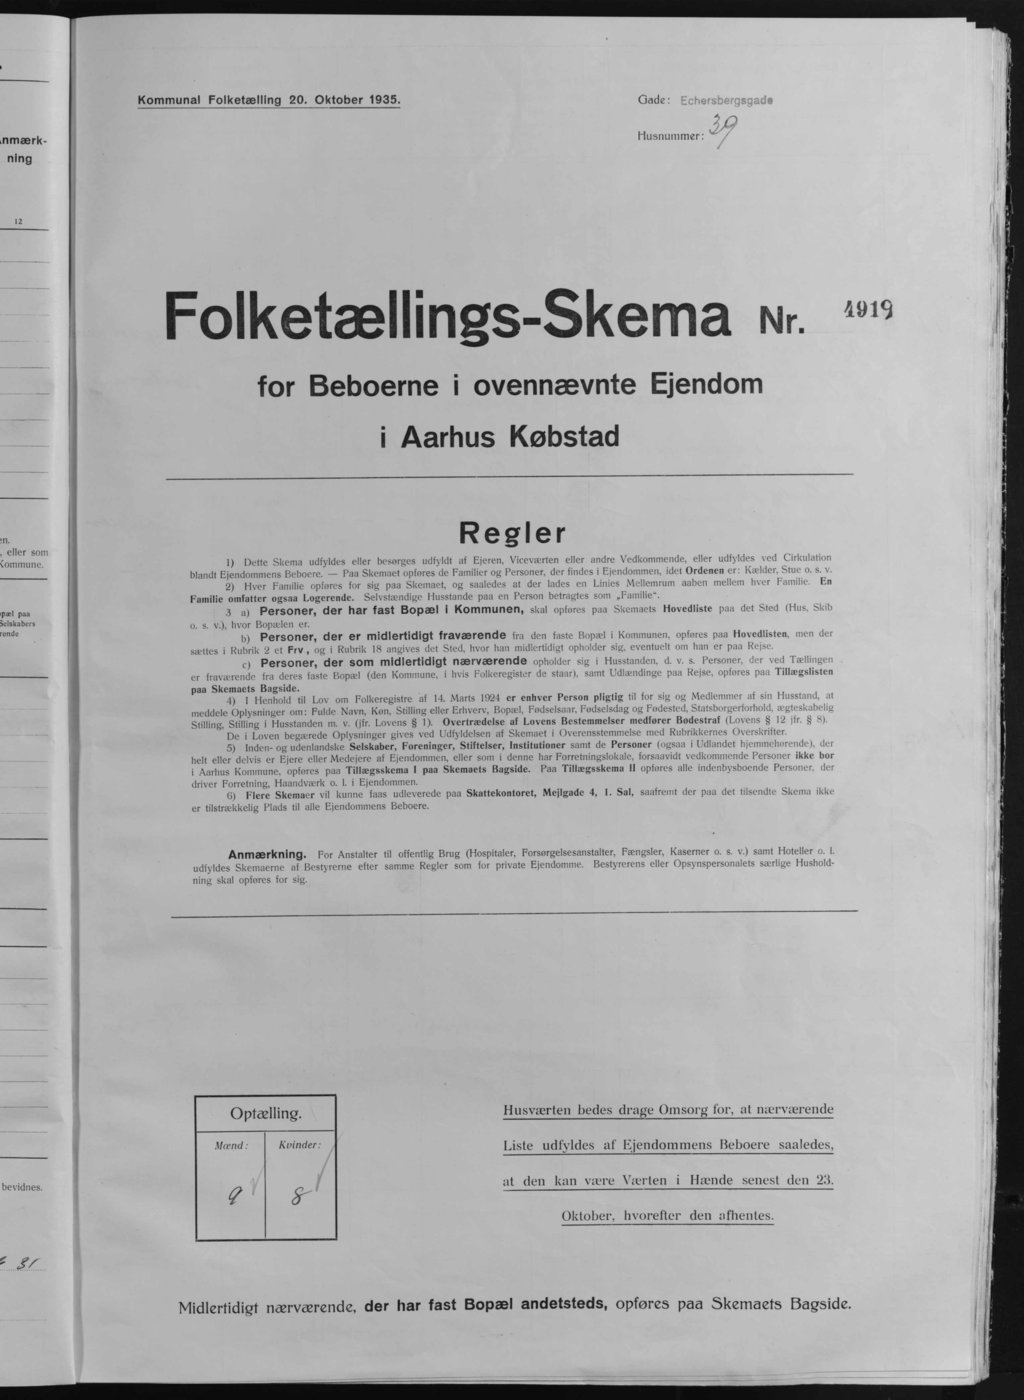 nmærk-
ning
12
en.
, eller som
Kommune.
pæl paa
Selskabers
rende
bevidnes.
31
Kommunal Folketælling 20. Oktober 1935.
Gade: Echersbergsgade
Husnummer: 39
Folketællings-Skema Nr. 4919
for Beboerne i ovennævnte Ejendom
i Aarhus Købstad
Regler
1) Dette Skema udfyldes eller besørges udfyldt af Ejeren, Viceværten eller andre Vedkommende, eller udfyldes ved Cirkulation
blandt Ejendommens Beboere. — Paa Skemaet opføres de Familier og Personer, der findes i Ejendommen, idet Ordenen er: Kælder, Stue o. s. v.
2) Hver Familie opføres for sig paa Skemaet, og saaledes at der lades en Linies Mellemrum aaben mellem hver Familie. En
Familie omfatter ogsaa Logerende. Selvstændige Husstande paa en Person betragtes som „Familie".
3 a) Personer, der har fast Bopæl i Kommunen, skal opføres paa Skemaets Hovedliste paa det Sted (Hus, Skib
o. s. v.), hvor Bopælen er.
b) Personer, der er midlertidigt fraværende fra den faste Bopæl i Kommunen, opføres paa Hovedlisten, men der
sættes i Rubrik 2 et Frv., og i Rubrik 18 angives det Sted, hvor han midlertidigt opholder sig, eventuelt om han er paa Rejse.
c) Personer, der som midlertidigt nærværende opholder sig i Husstanden, d. v. s. Personer, der ved Tællingen
er fraværende fra deres faste Bopæl (den Kommune, i hvis Folkeregister de staar), samt Udlændinge paa Rejse, opføres paa Tillægslisten
paa Skemaets Bagside.
4) I Henhold til Lov om Folkeregistre af 14. Marts 1924 er enhver Person pligtig til for sig og Medlemmer af sin Husstand, at
meddele Oplysninger om: Fulde Navn, Køn, Stilling eller Erhverv, Bopæl, Fødselsaar, Fødselsdag og Fødested, Statsborgerforhold, ægteskabelig
Stilling, Stilling i Husstanden m. v. (jfr. Lovens § 1). Overtrædelse af Lovens Bestemmelser medfører Bødestraf (Lovens § 12 jfr. § 8).
De i Loven begærede Oplysninger gives ved Udfyldelsen af Skemaet i Overensstemmelse med Rubrikkernes Overskrifter.
5) Inden- og udenlandske Selskaber, Foreninger, Stiftelser, Institutioner samt de Personer (ogsaa i Udlandet hjemmehørende), der
helt eller delvis er Ejere eller Medejere af Ejendommen, eller som i denne har Forretningslokale, forsaavidt vedkommende Personer ikke bor
i Aarhus Kommune, opføres paa Tillægsskema I paa Skemaets Bagside. Paa Tillægsskema II opføres alle indenbysboende Personer, der
driver Forretning, Haandværk o. l. i Ejendommen.
6) Flere Skemaer vil kunne faas udleverede paa Skattekontoret, Mejlgade 4, 1. Sal, saafremt der paa det tilsendte Skema ikke
er tilstrækkelig Plads til alle Ejendommens Beboere.
Anmærkning. For Anstalter til offentlig Brug (Hospitaler, Forsørgelsesanstalter, Fængsler, Kaserner o. s. v.) samt Hoteller o. l.
udfyldes Skemaerne af Bestyrerne efter samme Regler som for private Ejendomme. Bestyrerens eller Opsynspersonalets særlige Hushold-
ning skal opføres for sig.
Optælling.
Mænd: Kvinder:
9 8
Husværten bedes drage Omsorg for, at nærværende
Liste udfyldes af Ejendommens Beboere saaledes,
at den kan være Værten i Hænde senest den 23.
Oktober, hvorefter den afhentes.
Midlertidigt nærværende, der har fast Bopæl andetsteds, opføres paa Skemaets Bagside.